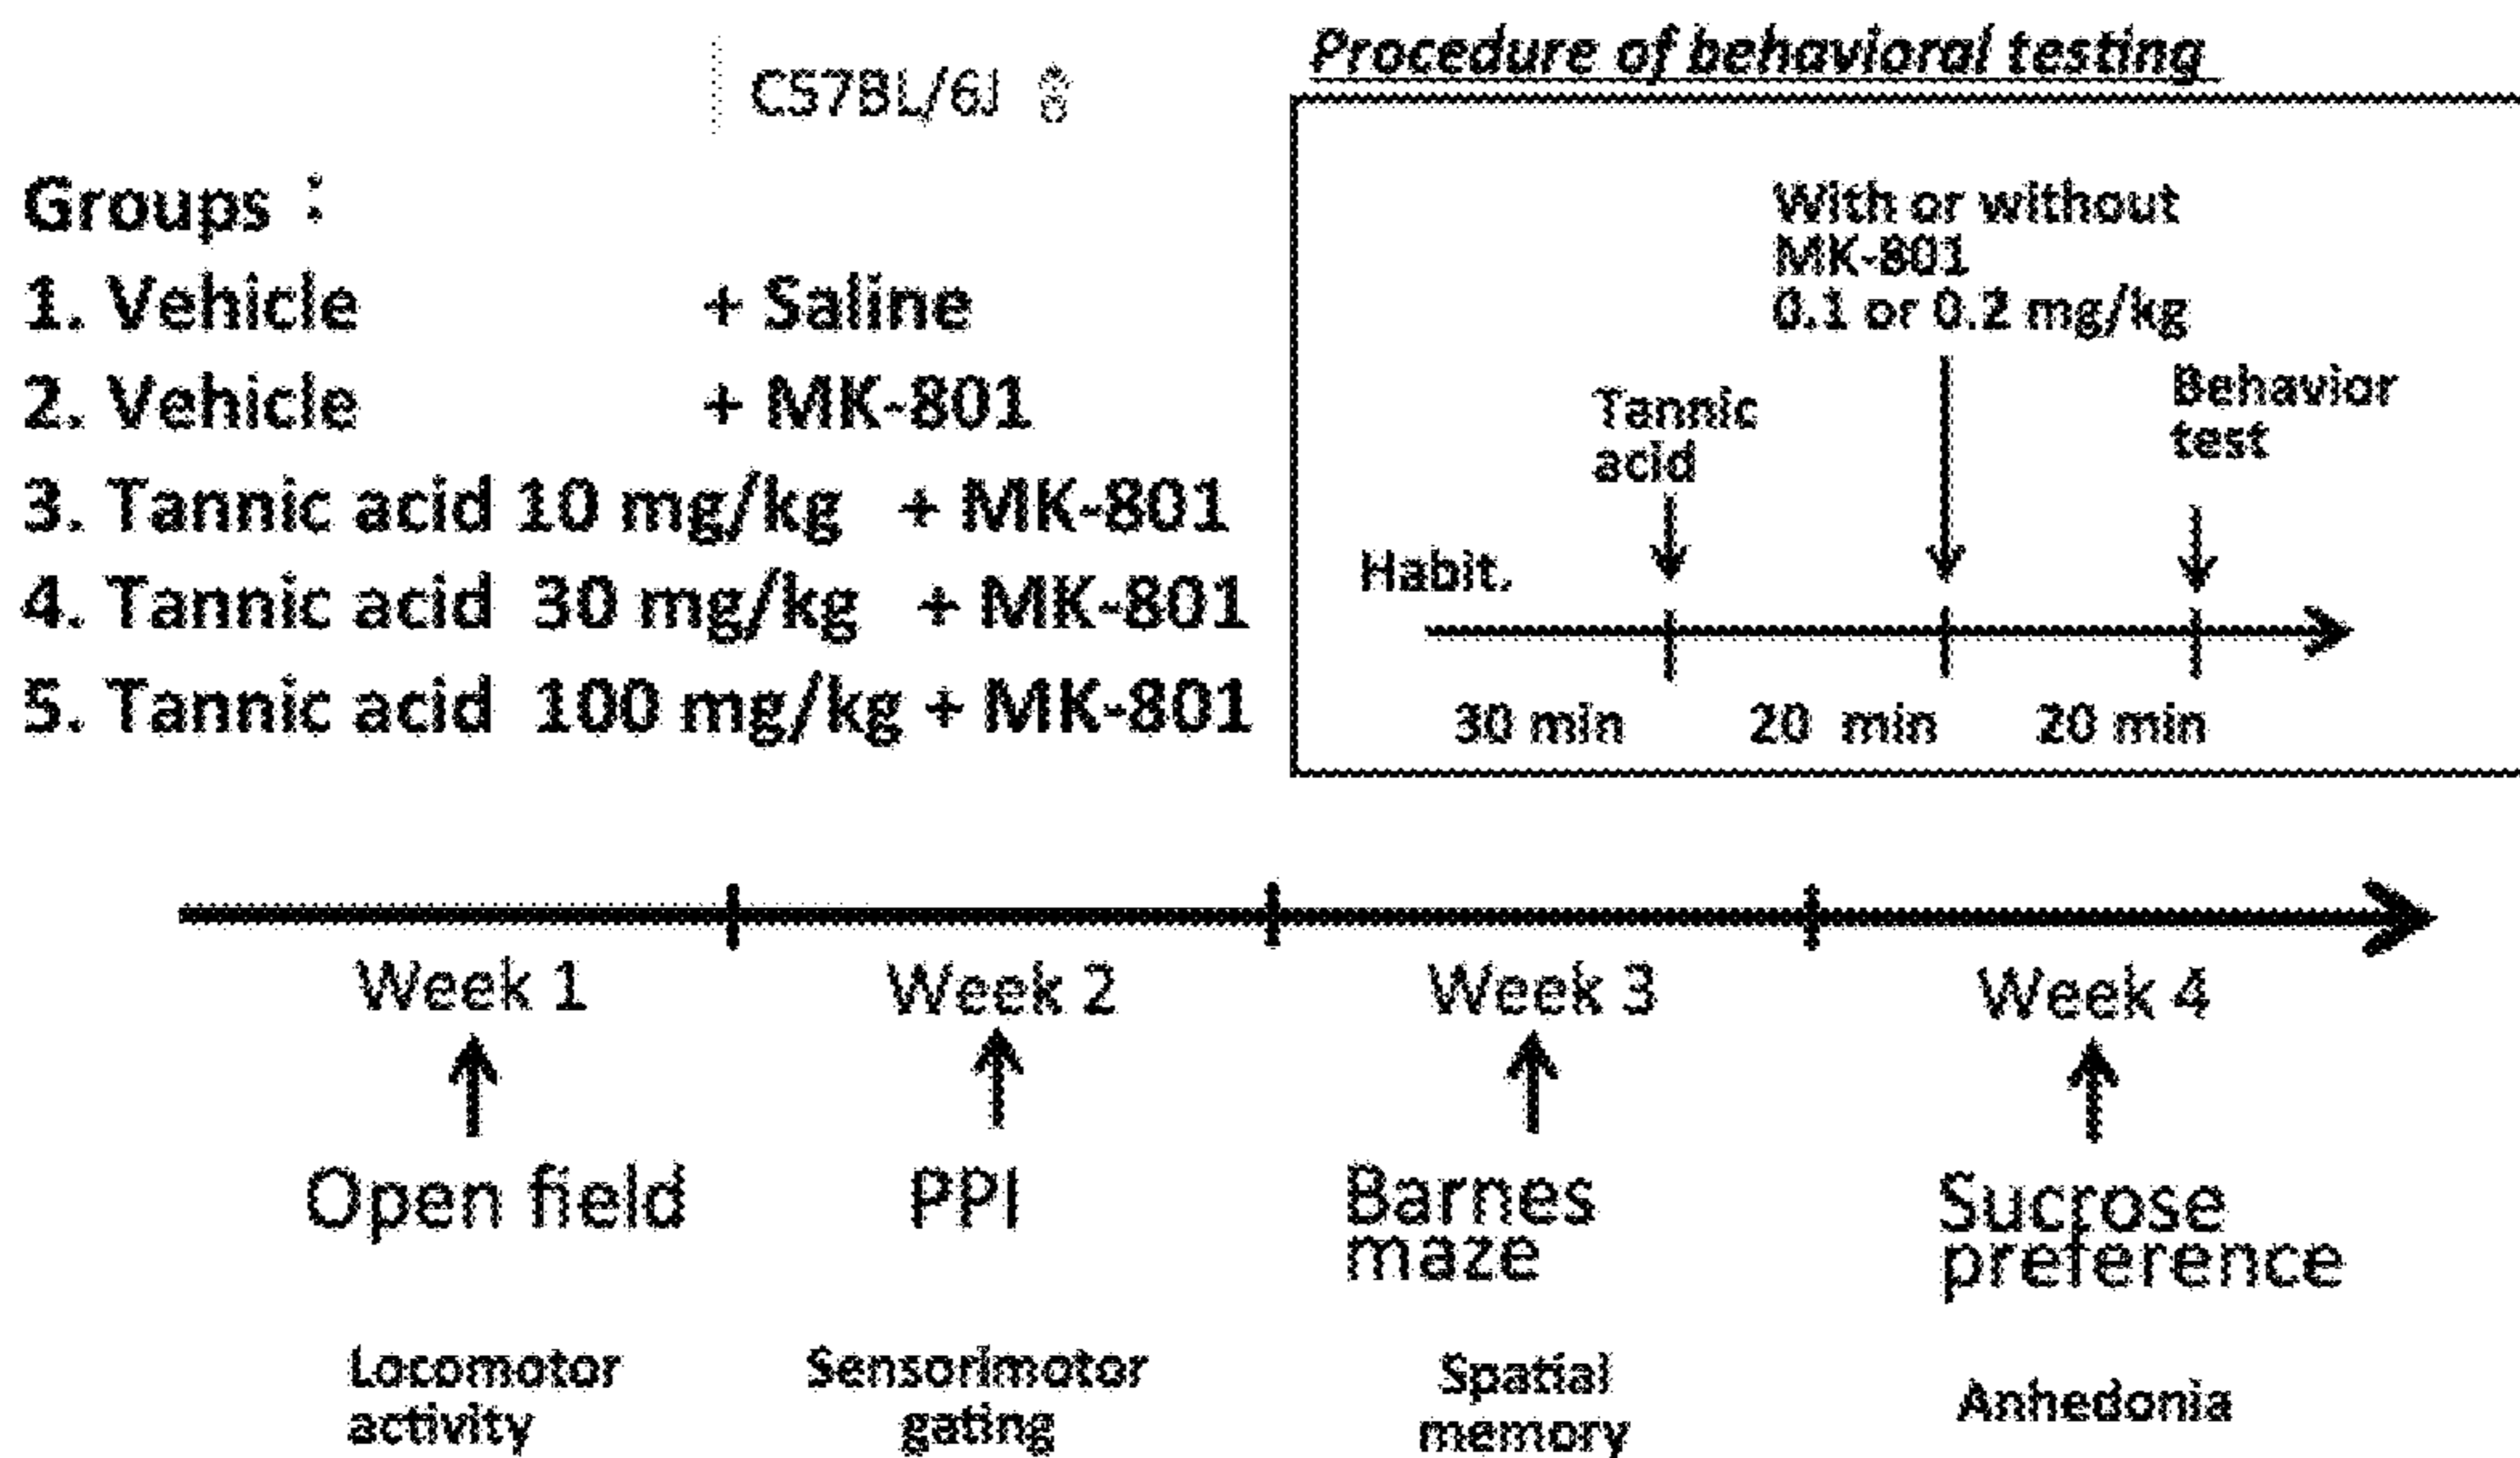 C57BL/6J ♂
Groups :
1. Vehicle + Saline
2. Vehicle + MK-801
3. Tannic acid 10 mg/kg + MK-801
4. Tannic acid 30 mg/kg + MK-801
5. Tannic acid 100 mg/kg + MK-801
Procedure of behavioral testing
With or without
MK-801
0.1 or 0.2 mg/kg
Tannic
acid
Behavior
test
Habit.
30 min 20 min 20 min
Week 1 Week 2 Week 3 Week 4
Open field
PPI
Barnes
maze
Sucrose
preference
Locomotor
activity
Sensorimotor
gating
Spatial
memory
Anhedonia